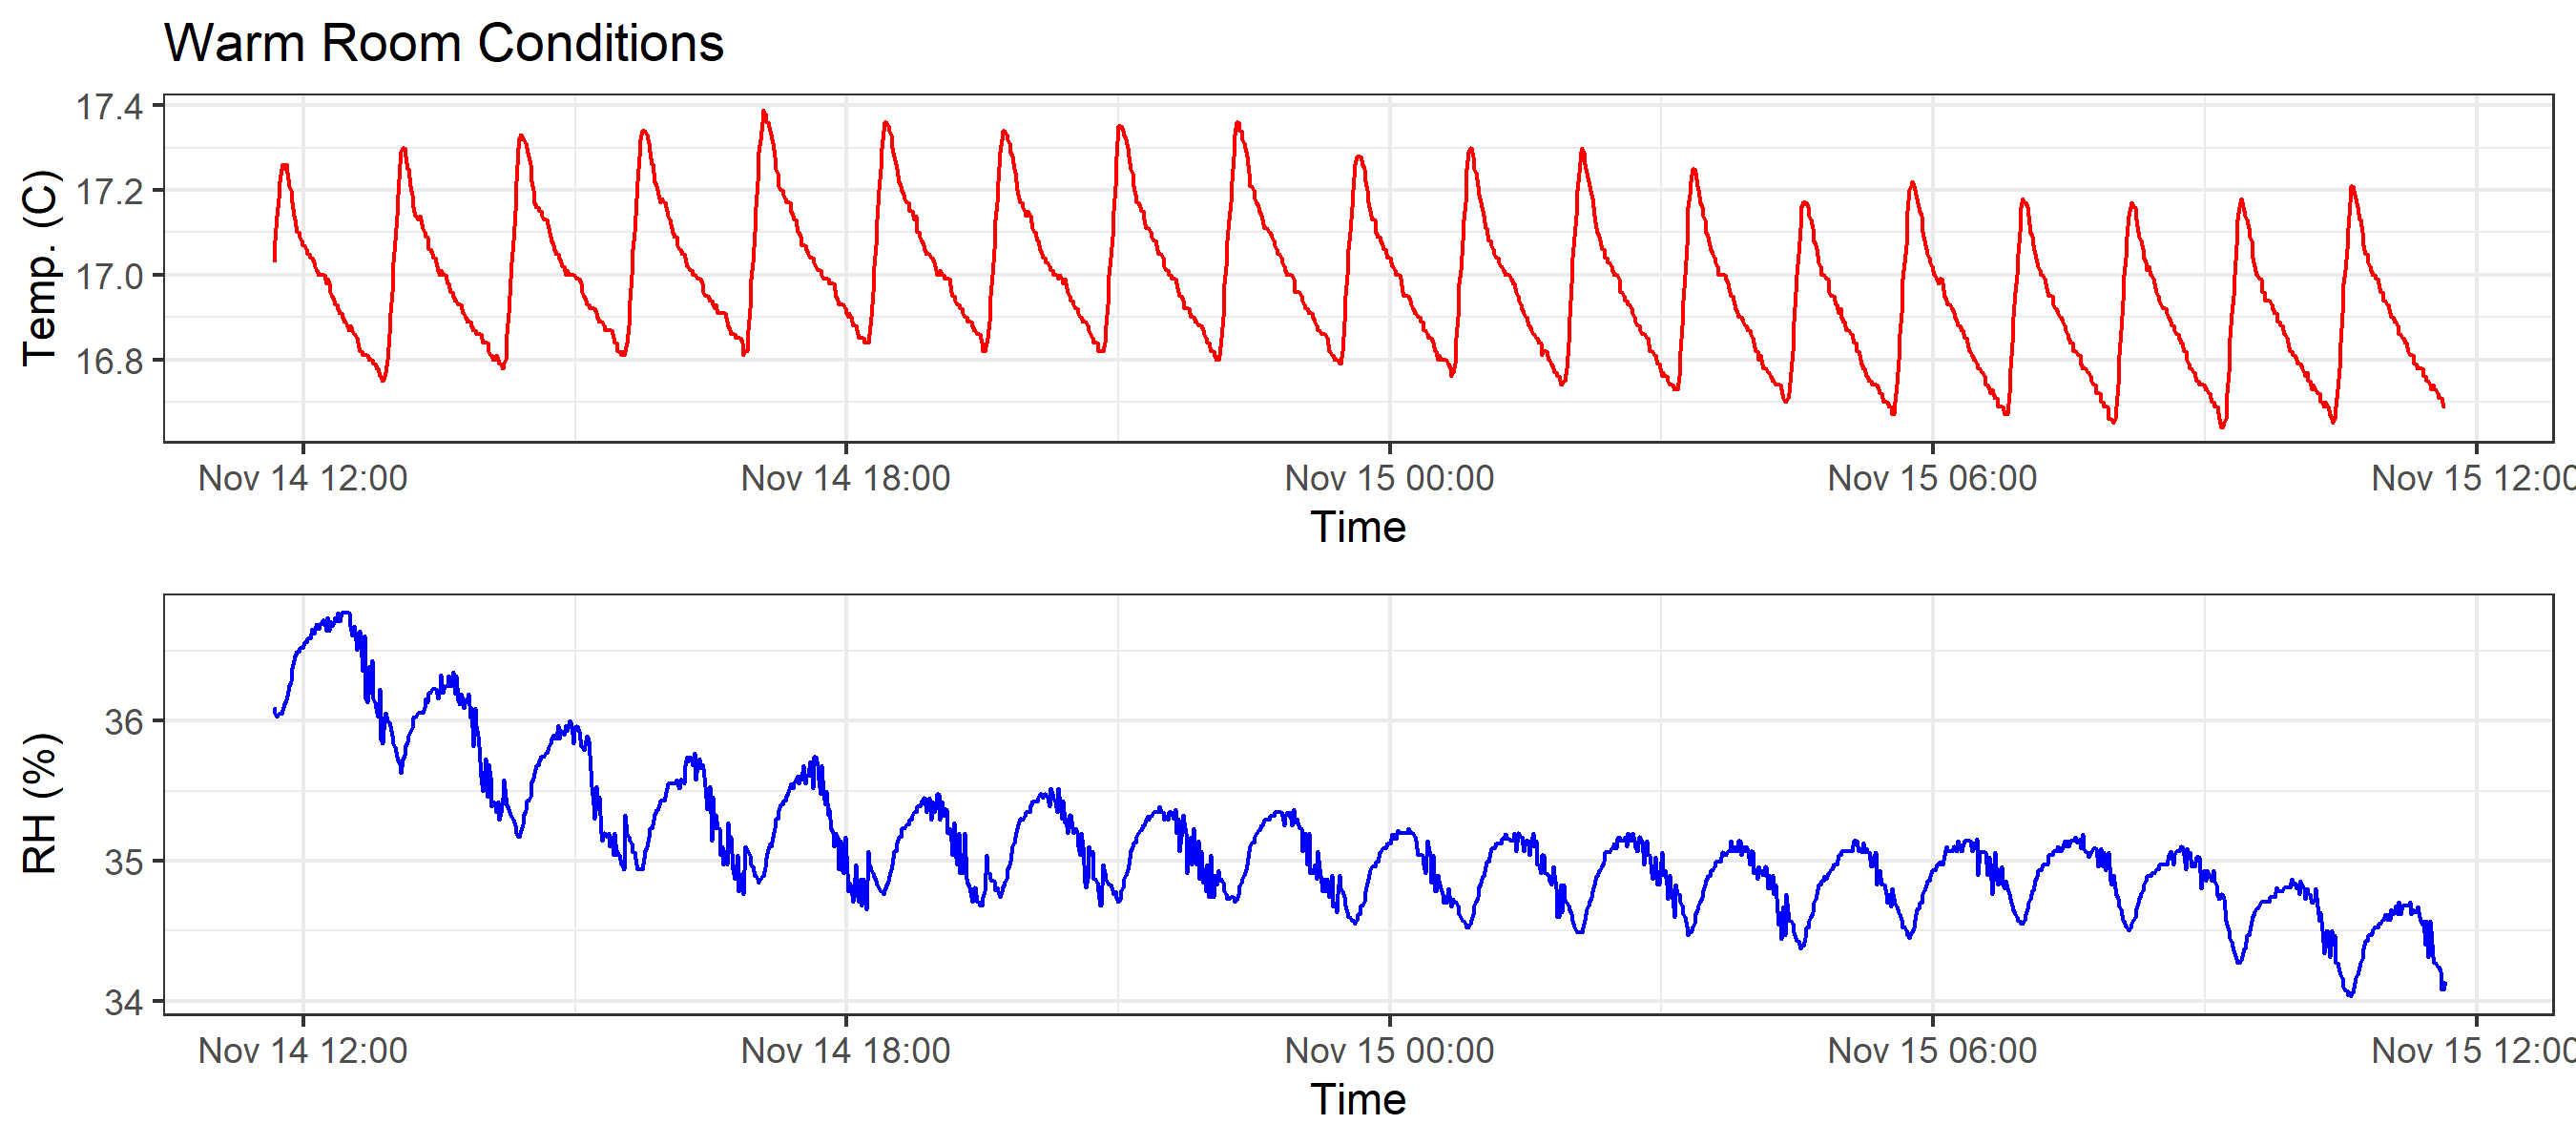 Warm Room Conditions
17.4
17.2
17.0
16.8
Temp. (C)
Nov 14 12:00 Nov 14 18:00 Nov 15 00:00 Nov 15 06:00 Nov 15 12:00
Time
36
35
34
RH (%)
Nov 14 12:00 Nov 14 18:00 Nov 15 00:00 Nov 15 06:00 Nov 15 12:00
Time